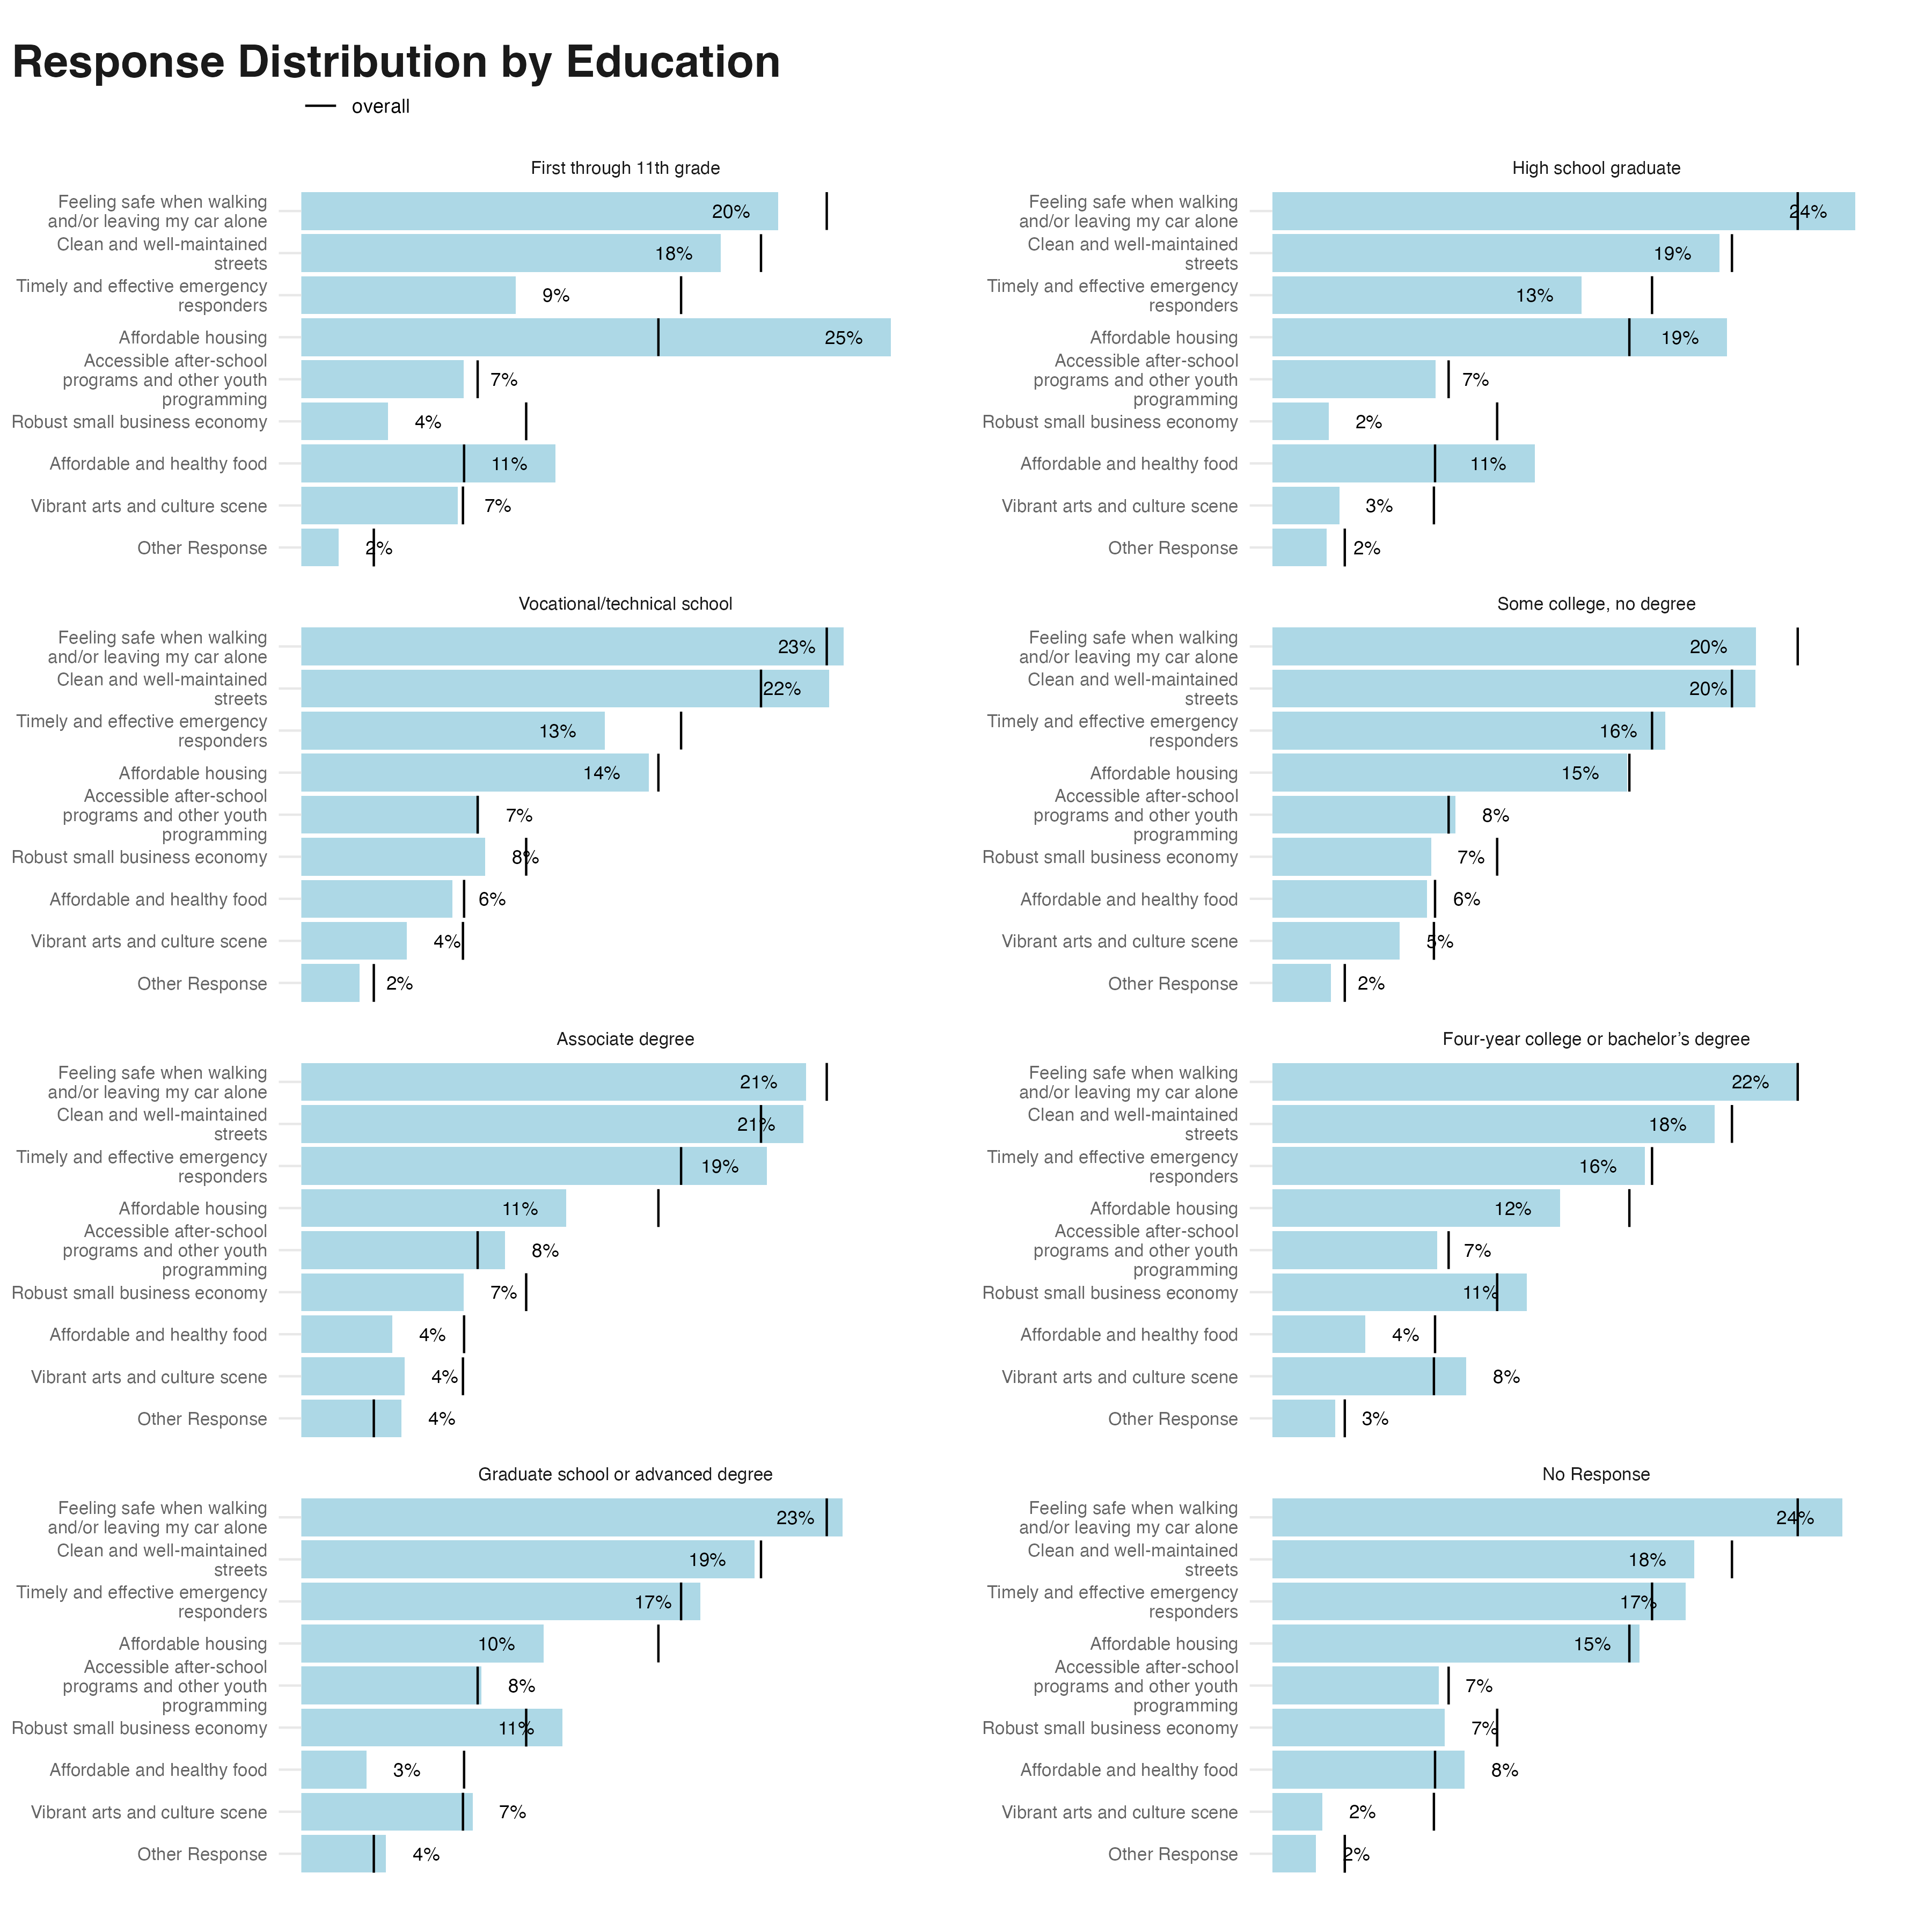 Response Distribution by Education
overall
First through 11th grade
Feeling safe when walking
and/or leaving my car alone
20%
Clean and well-maintained
streets
18%
Timely and effective emergency
responders
9%
Affordable housing
25%
Accessible after-school
programs and other youth
programming
7%
Robust small business economy
4%
Affordable and healthy food
11%
Vibrant arts and culture scene
7%
Other Response
2%
High school graduate
Feeling safe when walking
and/or leaving my car alone
24%
Clean and well-maintained
streets
19%
Timely and effective emergency
responders
13%
Affordable housing
19%
Accessible after-school
programs and other youth
programming
7%
Robust small business economy
2%
Affordable and healthy food
11%
Vibrant arts and culture scene
3%
Other Response
2%
Vocational/technical school
Feeling safe when walking
and/or leaving my car alone
23%
Clean and well-maintained
streets
22%
Timely and effective emergency
responders
13%
Affordable housing
14%
Accessible after-school
programs and other youth
programming
7%
Robust small business economy
8%
Affordable and healthy food
6%
Vibrant arts and culture scene
4%
Other Response
2%
Some college, no degree
Feeling safe when walking
and/or leaving my car alone
20%
Clean and well-maintained
streets
20%
Timely and effective emergency
responders
16%
Affordable housing
15%
Accessible after-school
programs and other youth
programming
8%
Robust small business economy
7%
Affordable and healthy food
6%
Vibrant arts and culture scene
5%
Other Response
2%
Associate degree
Feeling safe when walking
and/or leaving my car alone
21%
Clean and well-maintained
streets
21%
Timely and effective emergency
responders
19%
Affordable housing
11%
Accessible after-school
programs and other youth
programming
8%
Robust small business economy
7%
Affordable and healthy food
4%
Vibrant arts and culture scene
4%
Other Response
4%
Four-year college or bachelor’s degree
Feeling safe when walking
and/or leaving my car alone
22%
Clean and well-maintained
streets
18%
Timely and effective emergency
responders
16%
Affordable housing
12%
Accessible after-school
programs and other youth
programming
7%
Robust small business economy
11%
Affordable and healthy food
4%
Vibrant arts and culture scene
8%
Other Response
3%
Graduate school or advanced degree
Feeling safe when walking
and/or leaving my car alone
23%
Clean and well-maintained
streets
19%
Timely and effective emergency
responders
17%
Affordable housing
10%
Accessible after-school
programs and other youth
programming
8%
Robust small business economy
11%
Affordable and healthy food
3%
Vibrant arts and culture scene
7%
Other Response
4%
No Response
Feeling safe when walking
and/or leaving my car alone
24%
Clean and well-maintained
streets
18%
Timely and effective emergency
responders
17%
Affordable housing
15%
Accessible after-school
programs and other youth
programming
7%
Robust small business economy
7%
Affordable and healthy food
8%
Vibrant arts and culture scene
2%
Other Response
2%